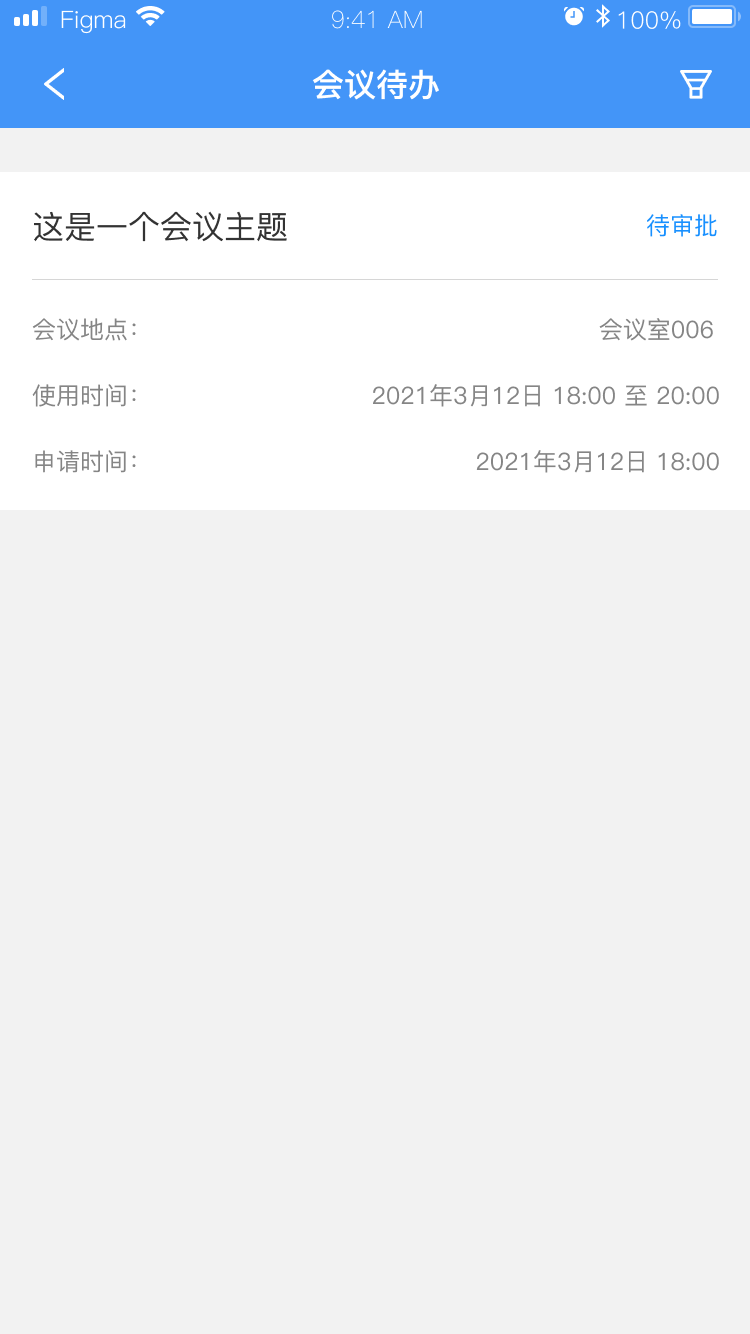 Figma 9:41 AM 100%
会议待办
这是一个会议主题 待审批
会议地点： 会议室006
使用时间： 2021年3月12日 18:00 至 20:00
申请时间： 2021年3月12日 18:00